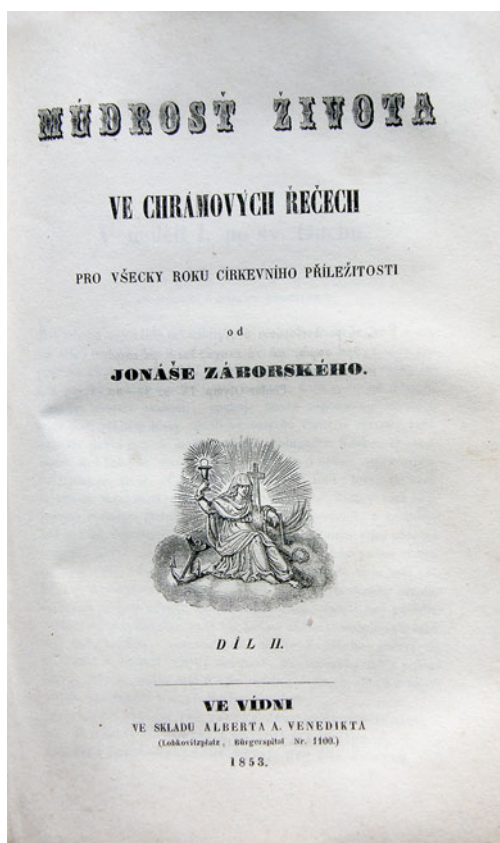 MÚDROSŤ ŽIVOTA
VE CHRÁMOVÝCH ŘEČECH
PRO VŠECKY ROKU CÍRKEVNÍHO PŘÍLEŽITOSTI
od
JONÁŠE ZÁBORSKÉHO.
DÍL II.
VE VÍDNI
VE SKLADU ALBERTA A. VENEDIKTA
(Lobkovitzplatz, Bürgerspital Nr. 1100.)
1853.